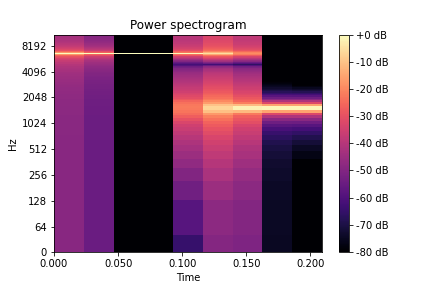 Power spectrogram
8192
4096
2048
1024
512
256
128
64
0
Hz
0.000 0.050 0.100 0.150 0.200
Time
+0 dB
-10 dB
-20 dB
-30 dB
-40 dB
-50 dB
-60 dB
-70 dB
-80 dB